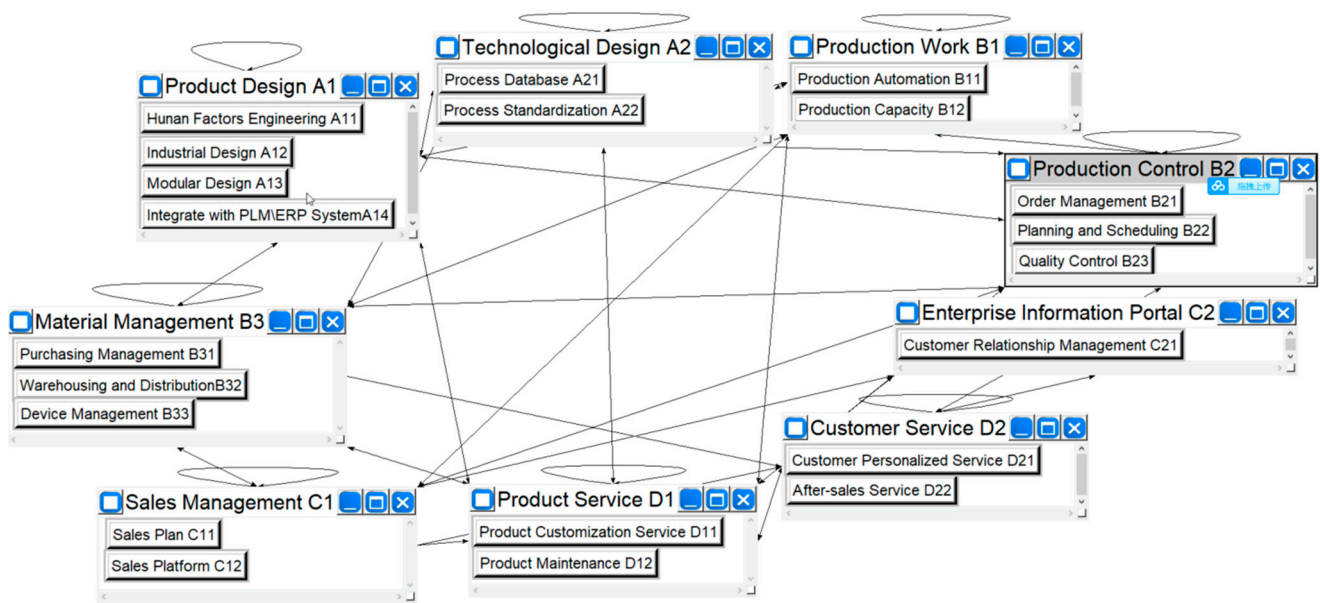 Technological Design A2
Process Database A21
Process Standardization A22
Production Work B1
Production Automation B11
Production Capacity B12
Product Design A1
Hunan Factors Engineering A11
Industrial Design A12
Modular Design A13
Integrate with PLM\ERP SystemA14
Production Control B2
拖拽上传
Order Management B21
Planning and Scheduling B22
Quality Control B23
Material Management B3
Purchasing Management B31
Warehousing and DistributionB32
Device Management B33
Enterprise Information Portal C2
Customer Relationship Management C21
Customer Service D2
Customer Personalized Service D21
After-sales Service D22
Sales Management C1
Sales Plan C11
Sales Platform C12
Product Service D1
Product Customization Service D11
Product Maintenance D12